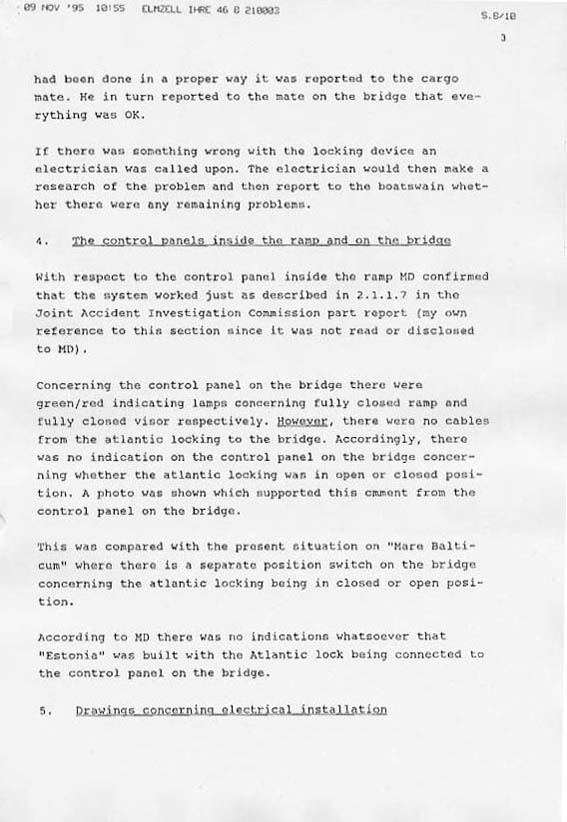 09 NOV '95 10:55 ELMZELL IHRE 46 8 210003 S.8/10
3
had been done in a proper way it was reported to the cargo
mate. He in turn reported to the mate on the bridge that eve-
rything was OK.
If there was something wrong with the locking device an
electrician was called upon. The electrician would then make a
research of the problem and then report to the boatswain whet-
her there were any remaining problems.
4. The control panels inside the ramp and on the bridge
With respect to the control panel inside the ramp MD confirmed
that the system worked just as described in 2.1.1.7 in the
Joint Accident Investigation Commission part report (my own
reference to this section since it was not read or disclosed
to MD).
Concerning the control panel on the bridge there were
green/red indicating lamps concerning fully closed ramp and
fully closed visor respectively. However, there were no cables
from the atlantic locking to the bridge. Accordingly, there
was no indication on the control panel on the bridge concer-
ning whether the atlantic locking was in open or closed posi-
tion. A photo was shown which supported this cmment from the
control panel on the bridge.
This was compared with the present situation on "Mare Balti-
cum" where there is a separate position switch on the bridge
concerning the atlantic locking being in closed or open posi-
tion.
According to MD there was no indications whatsoever that
"Estonia" was built with the Atlantic lock being connected to
the control panel on the bridge.
5. Drawings concerning electrical installation